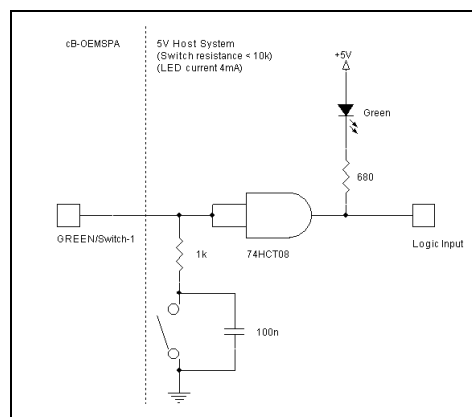 cB-OEMSPA
5V Host System
(Switch resistance < 10k)
(LED current 4mA)
+5V
Green
680
GREEN/Switch-1
1k
74HCT08
Logic Input
100n